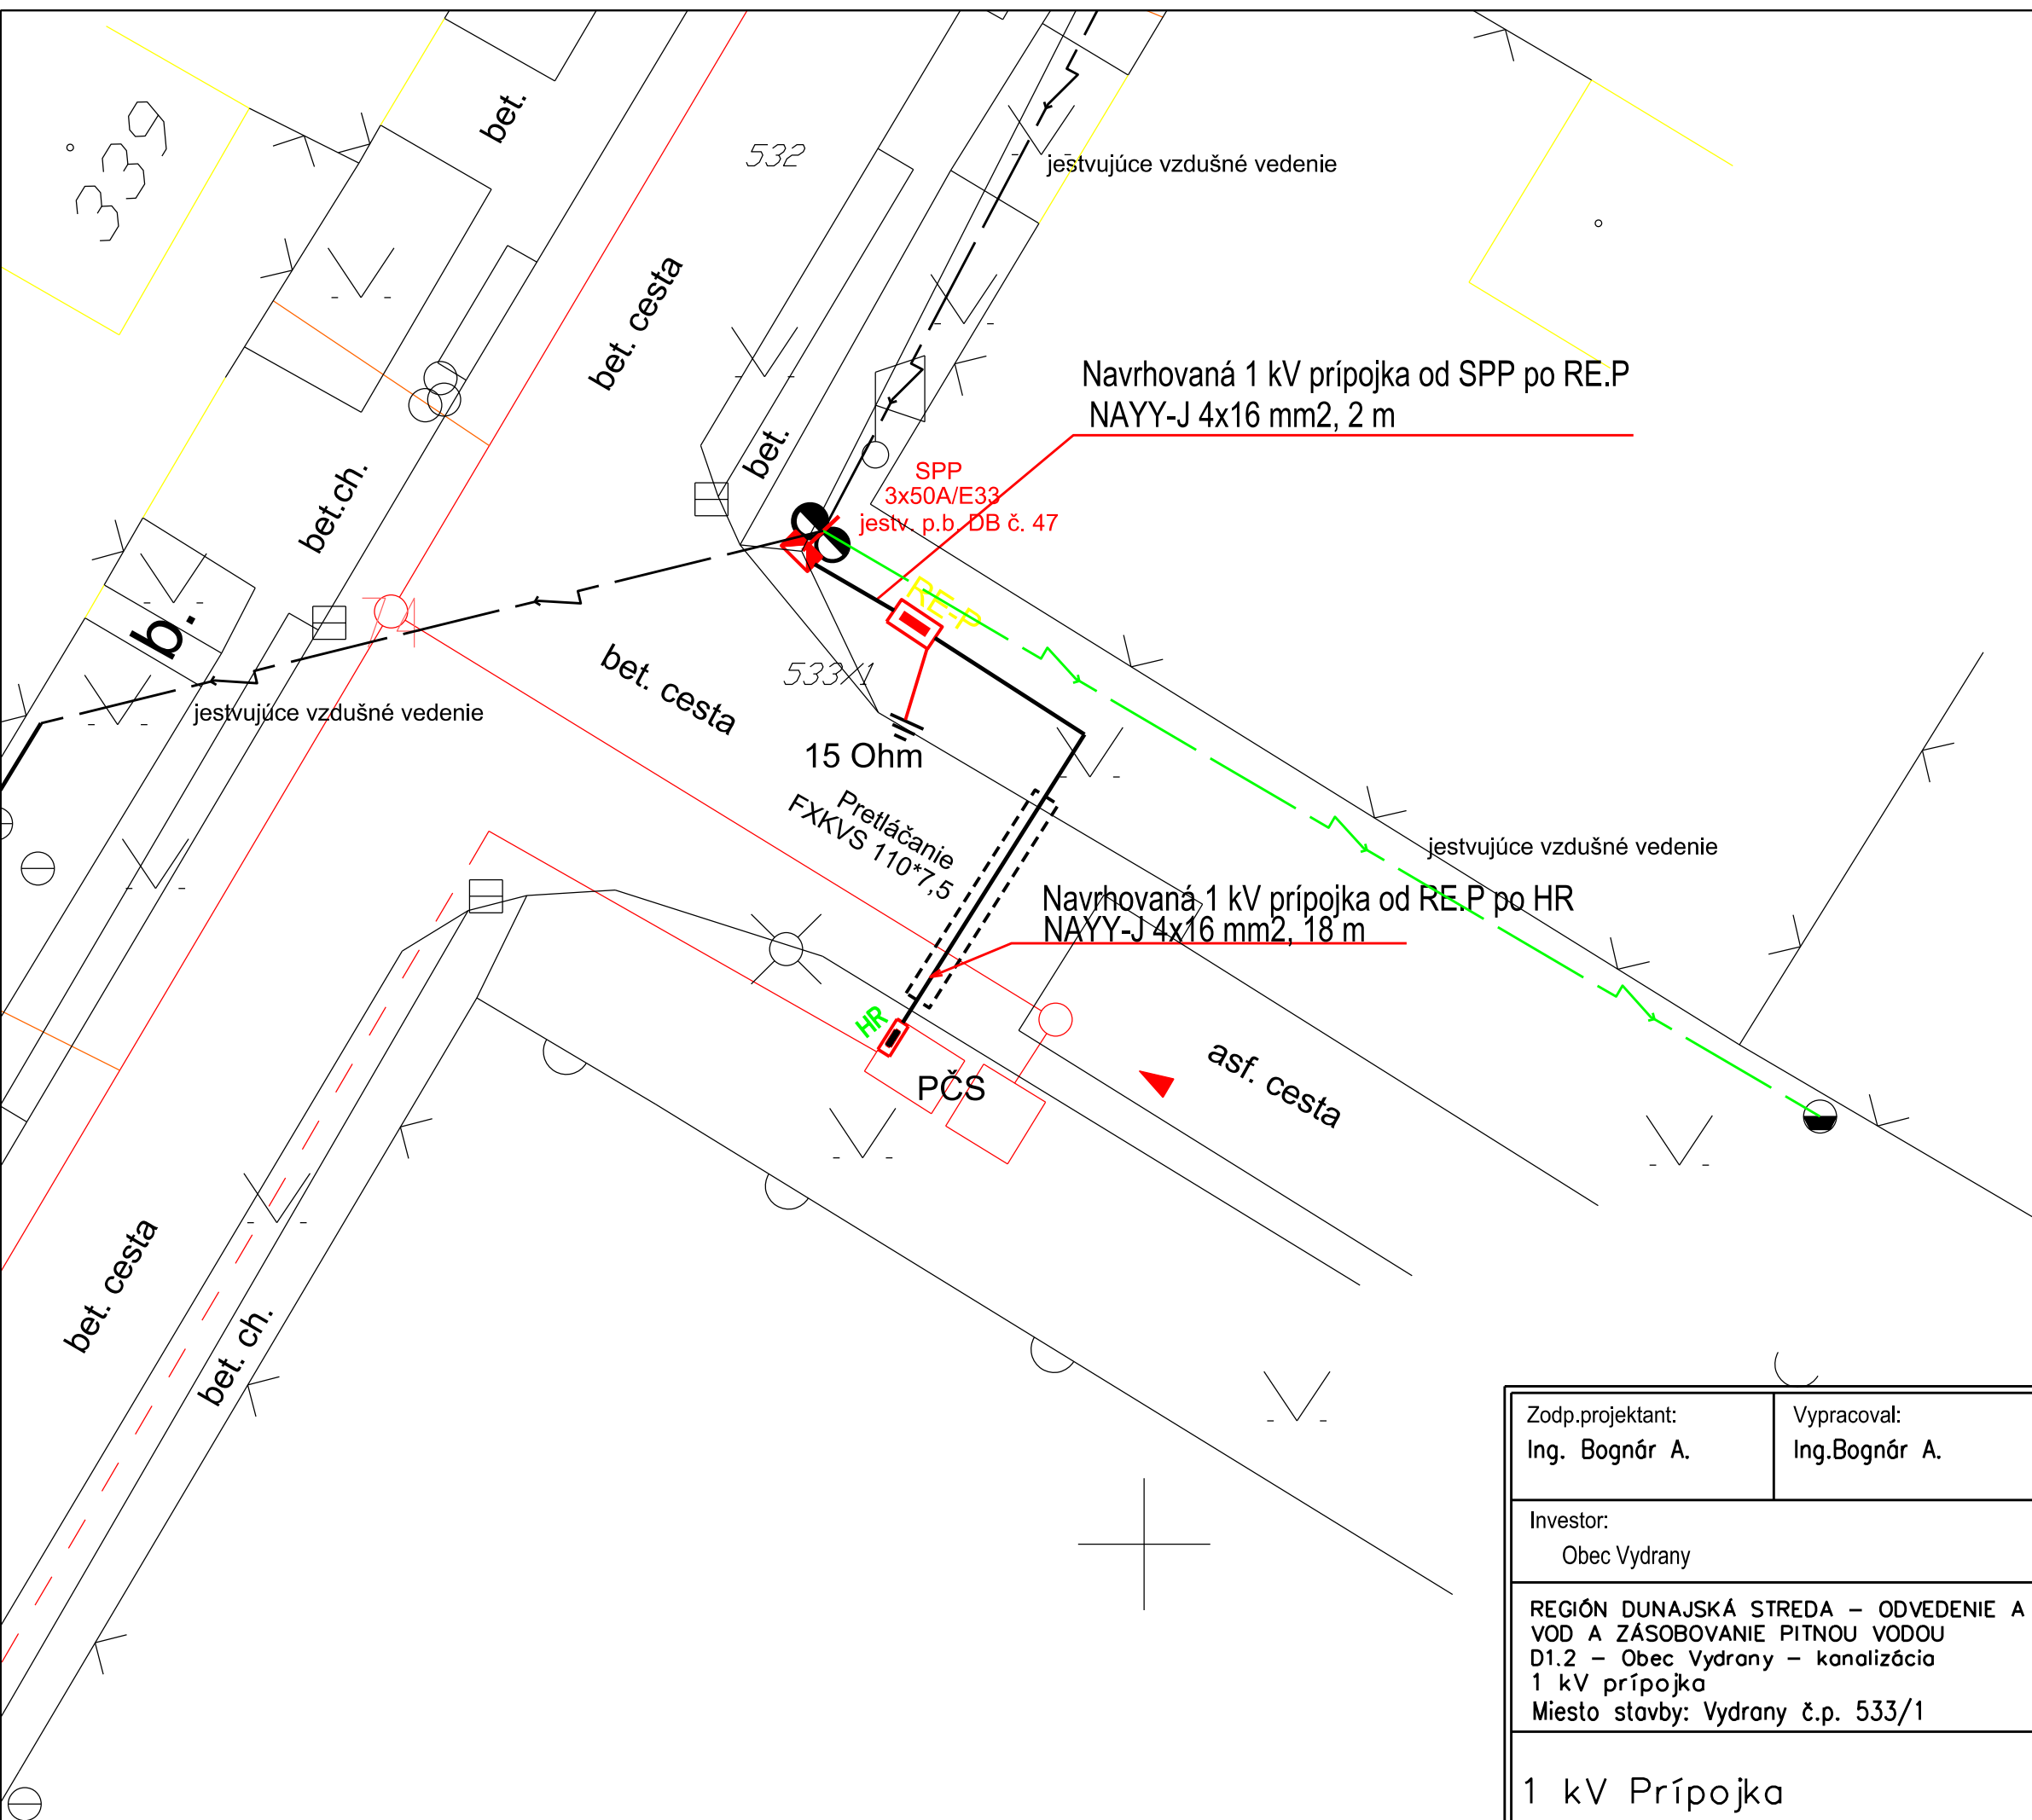 339
bet.
532
jestvujúce vzdušné vedenie
bet. cesta
Navrhovaná 1 kV prípojka od SPP po RE.P
NAYY-J 4x16 mm2, 2 m
bet.
SPP
3x50A/E33
jestv. p.b. DB č. 47
bet.ch.
RE-P
b.
bet. cesta
533/1
jestvujúce vzdušné vedenie
15 Ohm
Pretláčanie
FXKVS 110*7,5
jestvujúce vzdušné vedenie
Navrhovaná 1 kV prípojka od RE.P po HR
NAYY-J 4x16 mm2, 18 m
HR
PČS
asf. cesta
bet. cesta
bet. ch.
Zodp.projektant:
Ing. Bognár A.
Vypracoval:
Ing.Bognár A.
Investor:
Obec Vydrany
REGIÓN DUNAJSKÁ STREDA – ODVEDENIE A
VOD A ZÁSOBOVANIE PITNOU VODOU
D1.2 – Obec Vydrany – kanalizácia
1 kV prípojka
Miesto stavby: Vydrany č.p. 533/1
1 kV Prípojka